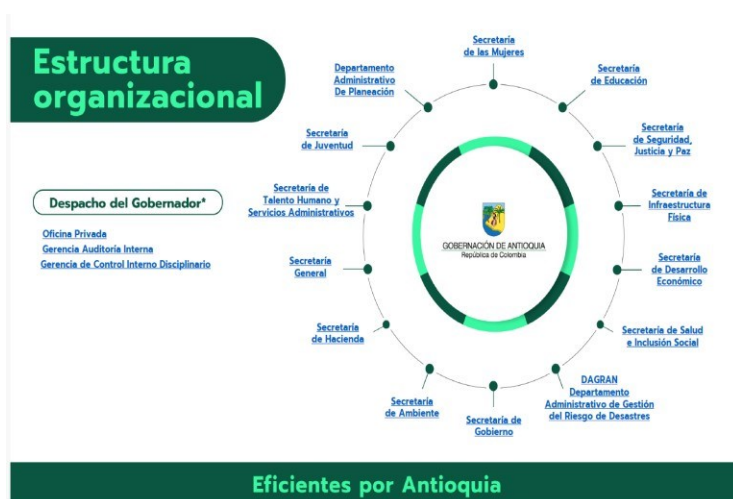 Estructura
organizacional
Despacho del Gobernador*
Oficina Privada
Gerencia Auditoría Interna
Gerencia de Control Interno Disciplinario
Secretaría
de las Mujeres
Secretaría
de Educación
Secretaría
de Seguridad,
Justicia y Paz
Secretaría de
Infraestructura
Física
Secretaría
de Desarrollo
Económico
Secretaría de Salud
e Inclusión Social
DAGRAN
Departamento
Administrativo de Gestión
del Riesgo de Desastres
Secretaría de
Gobierno
Secretaría
de Ambiente
Secretaría
de Hacienda
Secretaría
General
Secretaría de
Talento Humano y
Servicios Administrativos
Secretaría
de Juventud
Departamento
Administrativo
De Planeación
GOBERNACIÓN DE ANTIOQUIA
República de Colombia
Eficientes por Antioquia